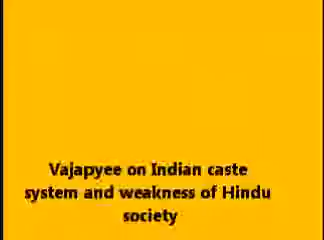 Vajapyee on Indian caste
system and weakness of Hindu
society